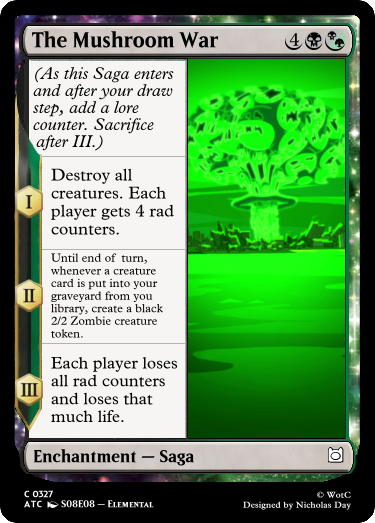 The Mushroom War 4
(As this Saga enters
and after your draw
step, add a lore
counter. Sacrifice
after III.)
I
Destroy all
creatures. Each
player gets 4 rad
counters.
II
Until end of turn,
whenever a creature
card is put into your
graveyard from you
library, create a black
2/2 Zombie creature
token.
III
Each player loses
all rad counters
and loses that
much life.
Enchantment — Saga
C 0327
ATC S08E08 — Elemental
© WotC
Designed by Nicholas Day